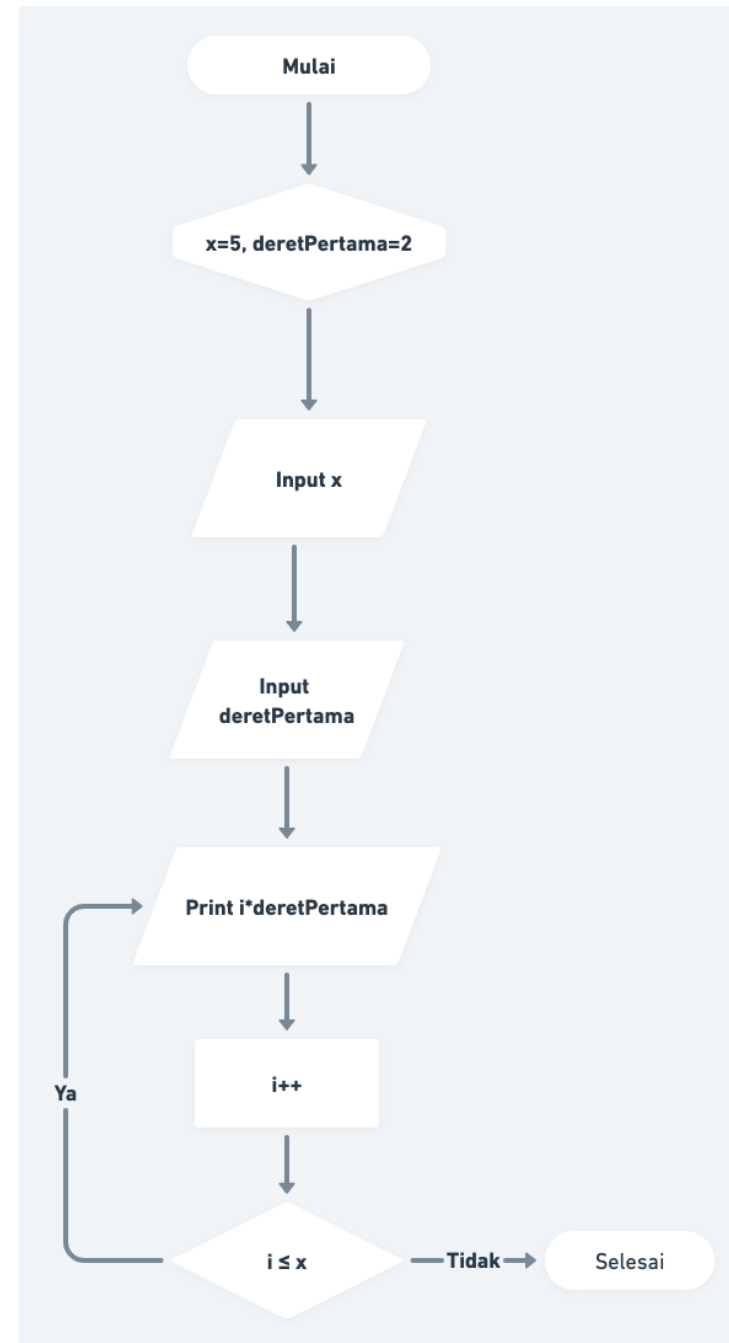 Mulai
x=5, deretPertama=2
Input x
Input
deretPertama
Print i*deretPertama
i++
Ya
i ≤ x
Tidak
Selesai